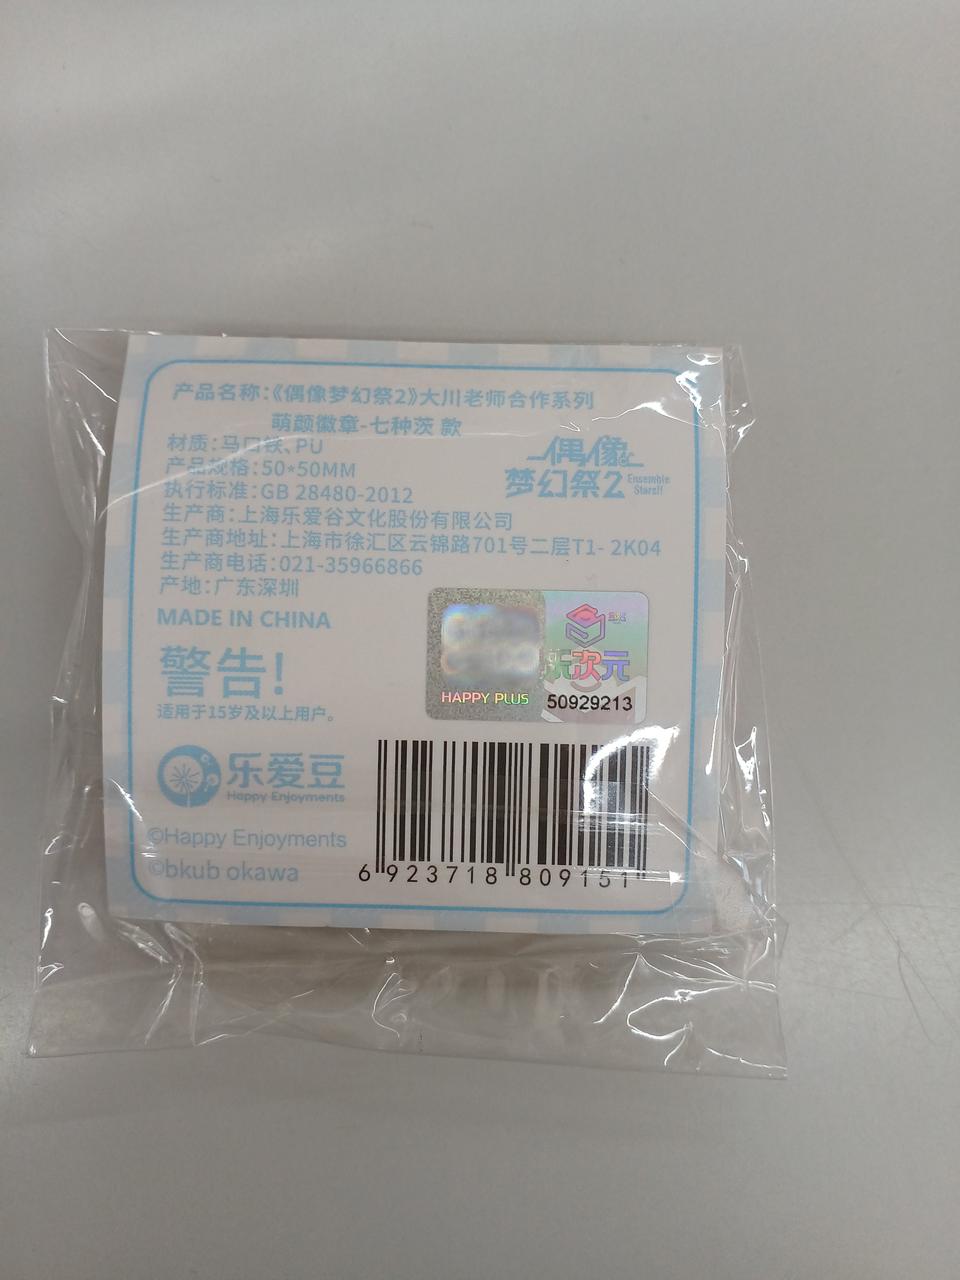 产品名称:《偶像梦幻祭2》大川老师合作系列
萌颜徽章-七种茨 款
材质:马口铁、PU
产品规格:50*50MM
执行标准:GB 28480-2012
生产商:上海乐爱谷文化股份有限公司
生产商地址:上海市徐汇区云锦路701号二层T1- 2K04
生产商电话:021-35966866
产地:广东深圳
MADE IN CHINA
警告!
适用于15岁及以上用户。
偶像
梦幻祭2
Ensemble
Stars!!
HAPPY PLUS
次元
50929213
乐爱豆
Happy Enjoyments
©Happy Enjoyments
©bkub okawa
6 923718 809151